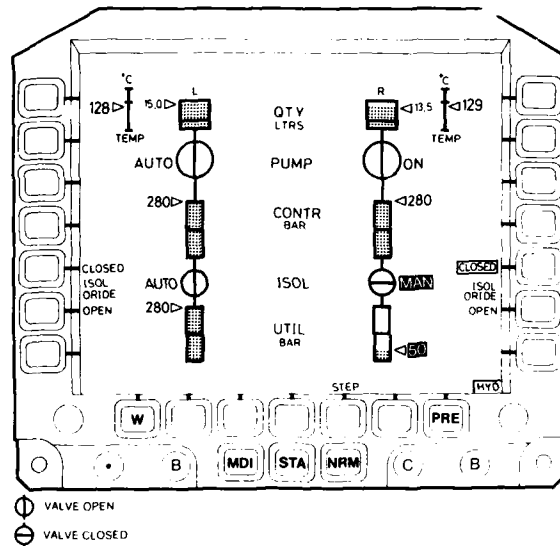 °C L R °C
128 15,0 QTY 13,5 129
LTRS
TEMP TEMP
AUTO PUMP ON
280 CONTR 280
BAR
CLOSED CLOSED
AUTO ISOL MAN
ISOL ISOL
ORIDE ORIDE
OPEN 280 OPEN
UTIL
BAR 50
STEP HYD
W PRE
B MDI STA NRM C B
VALVE OPEN
VALVE CLOSED